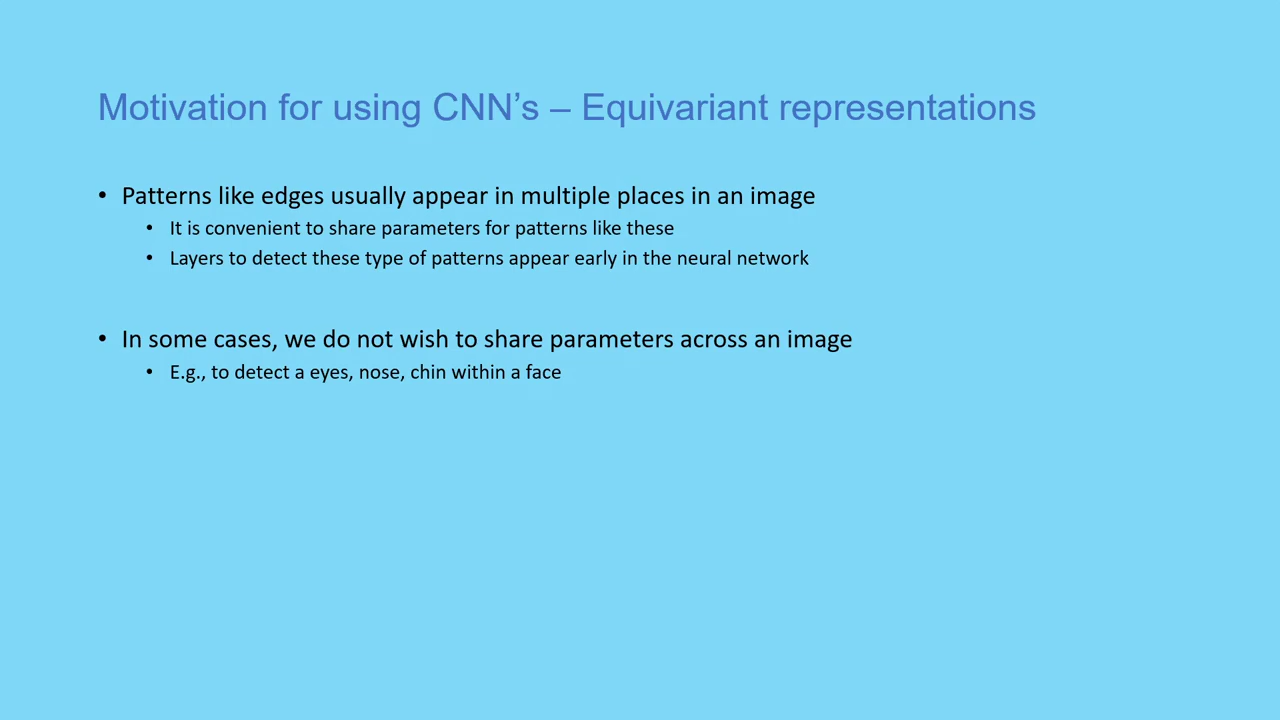 Motivation for using CNN’s – Equivariant representations
• Patterns like edges usually appear in multiple places in an image
• It is convenient to share parameters for patterns like these
• Layers to detect these type of patterns appear early in the neural network
• In some cases, we do not wish to share parameters across an image
• E.g., to detect a eyes, nose, chin within a face